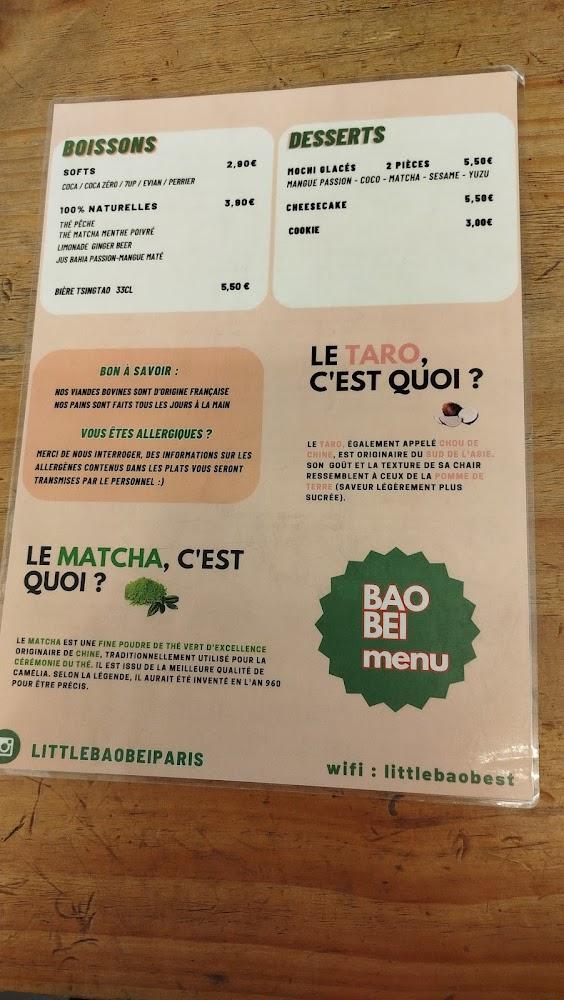 BOISSONS
SOFTS 2,90€
COCA / COCA ZÉRO / 7UP / EVIAN / PERRIER
100% NATURELLES 3,90€
THÉ PÊCHE
THÉ MATCHA MENTHE POIVRÉ
LIMONADE GINGER BEER
JUS BAHIA PASSION-MANGUE MATÉ
BIÈRE TSINGTAO 33CL 5,50 €
DESSERTS
MOCHI GLACÉS 2 PIÈCES 5,50€
MANGUE PASSION - COCO - MATCHA - SESAME - YUZU
CHEESECAKE 5,50€
COOKIE 3,00€
BON À SAVOIR :
NOS VIANDES BOVINES SONT D'ORIGINE FRANÇAISE
NOS PAINS SONT FAITS TOUS LES JOURS À LA MAIN
VOUS ÊTES ALLERGIQUES ?
MERCI DE NOUS INTERROGER, DES INFORMATIONS SUR LES
ALLERGÈNES CONTENUS DANS LES PLATS VOUS SERONT
TRANSMISES PAR LE PERSONNEL :)
LE TARO,
C'EST QUOI ?
LE TARO, ÉGALEMENT APPELÉ CHOU DE
CHINE, EST ORIGINAIRE DU SUD DE L'ASIE.
SON GOÛT ET LA TEXTURE DE SA CHAIR
RESSEMBLENT À CEUX DE LA POMME DE
TERRE (SAVEUR LÉGÈREMENT PLUS
SUCRÉE).
LE MATCHA, C'EST
QUOI ?
LE MATCHA EST UNE FINE POUDRE DE THÉ VERT D'EXCELLENCE
ORIGINAIRE DE CHINE, TRADITIONNELLEMENT UTILISÉ POUR LA
CÉRÉMONIE DU THÉ. IL EST ISSU DE LA MEILLEURE QUALITÉ DE
CAMÉLIA. SELON LA LÉGENDE, IL AURAIT ÉTÉ INVENTÉ EN L'AN 960
POUR ÊTRE PRÉCIS.
BAO
BEI
menu
LITTLEBAOBEIPARIS
wifi : littlebaobest